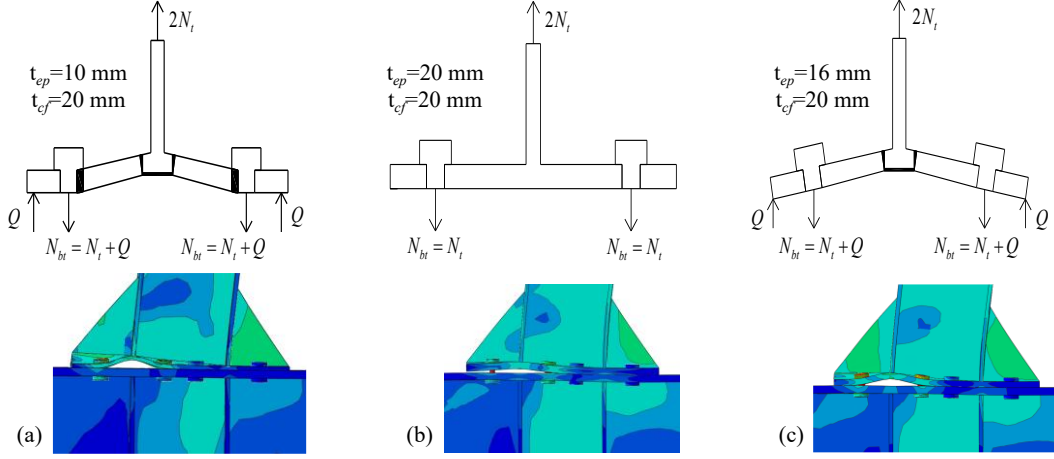 2N_t
t_ep=10 mm
t_cf=20 mm
Q
Q
N_bt = N_t + Q
N_bt = N_t + Q
(a)
2N_t
t_ep=20 mm
t_cf=20 mm
N_bt = N_t
N_bt = N_t
(b)
2N_t
t_ep=16 mm
t_cf=20 mm
Q
Q
N_bt = N_t + Q
N_bt = N_t + Q
(c)